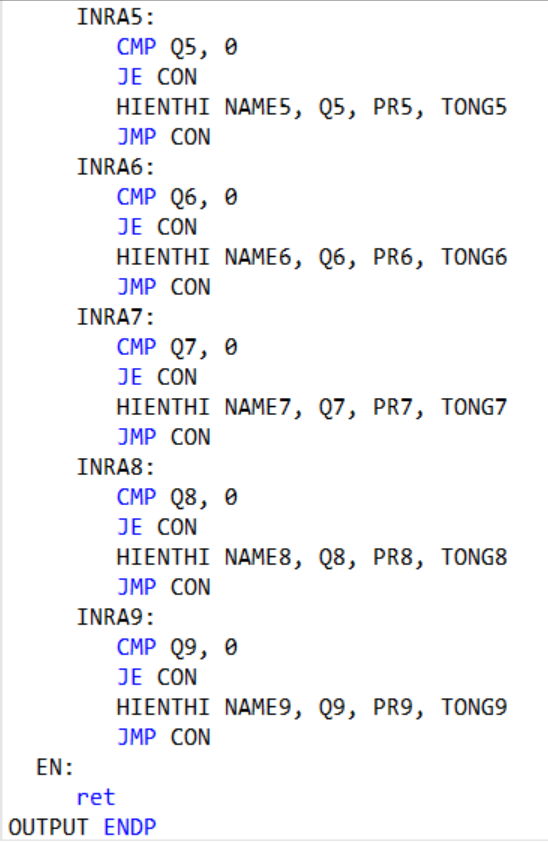 INRA5:
CMP Q5, 0
JE CON
HIENTHI NAME5, Q5, PR5, TONG5
JMP CON
INRA6:
CMP Q6, 0
JE CON
HIENTHI NAME6, Q6, PR6, TONG6
JMP CON
INRA7:
CMP Q7, 0
JE CON
HIENTHI NAME7, Q7, PR7, TONG7
JMP CON
INRA8:
CMP Q8, 0
JE CON
HIENTHI NAME8, Q8, PR8, TONG8
JMP CON
INRA9:
CMP Q9, 0
JE CON
HIENTHI NAME9, Q9, PR9, TONG9
JMP CON
EN:
ret
OUTPUT ENDP